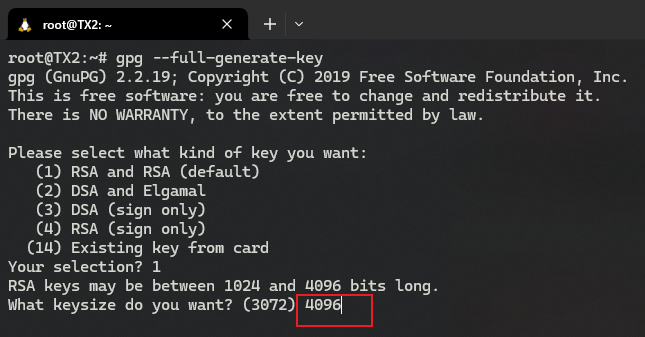 root@TX2: ~
root@TX2:~# gpg --full-generate-key
gpg (GnuPG) 2.2.19; Copyright (C) 2019 Free Software Foundation, Inc.
This is free software: you are free to change and redistribute it.
There is NO WARRANTY, to the extent permitted by law.
Please select what kind of key you want:
(1) RSA and RSA (default)
(2) DSA and Elgamal
(3) DSA (sign only)
(4) RSA (sign only)
(14) Existing key from card
Your selection? 1
RSA keys may be between 1024 and 4096 bits long.
What keysize do you want? (3072) 4096